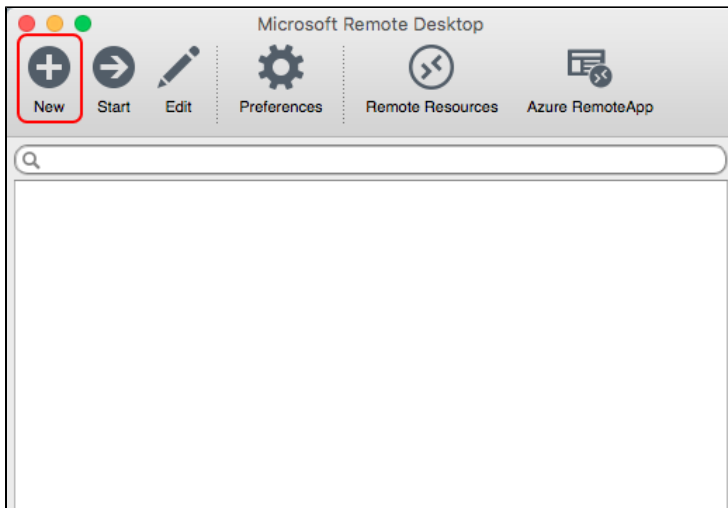 Microsoft Remote Desktop
New Start Edit Preferences Remote Resources Azure RemoteApp